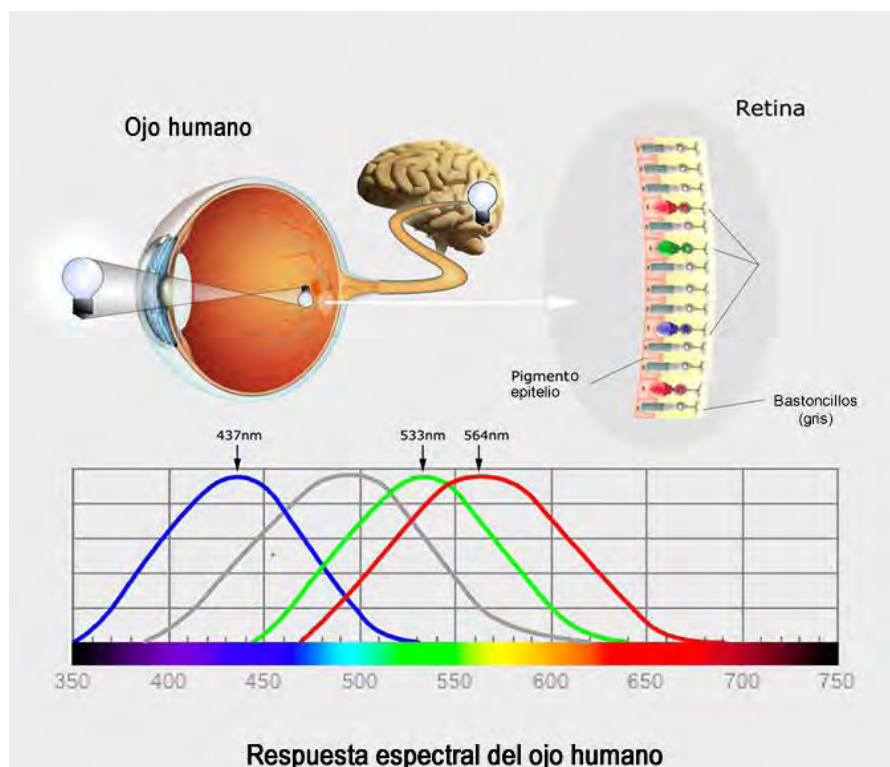 Ojo humano
Retina
Pigmento
epitelio
Bastoncillos
(gris)
437nm
533nm
564nm
350
400
450
500
550
600
650
700
750
Respuesta espectral del ojo humano